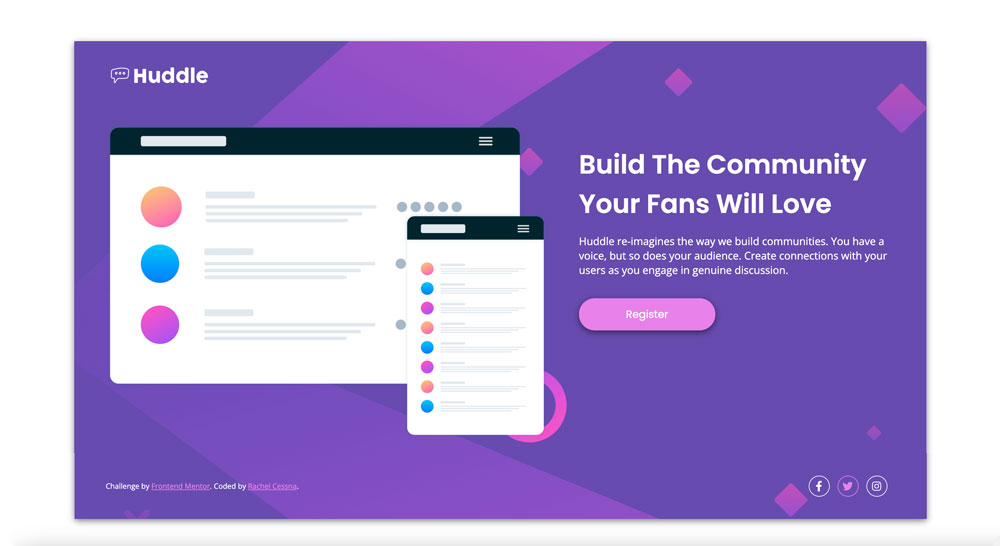 Huddle
Build The Community
Your Fans Will Love
Huddle re-imagines the way we build communities. You have a
voice, but so does your audience. Create connections with your
users as you engage in genuine discussion.
Register
Challenge by Frontend Mentor. Coded by Rachel Cessna.